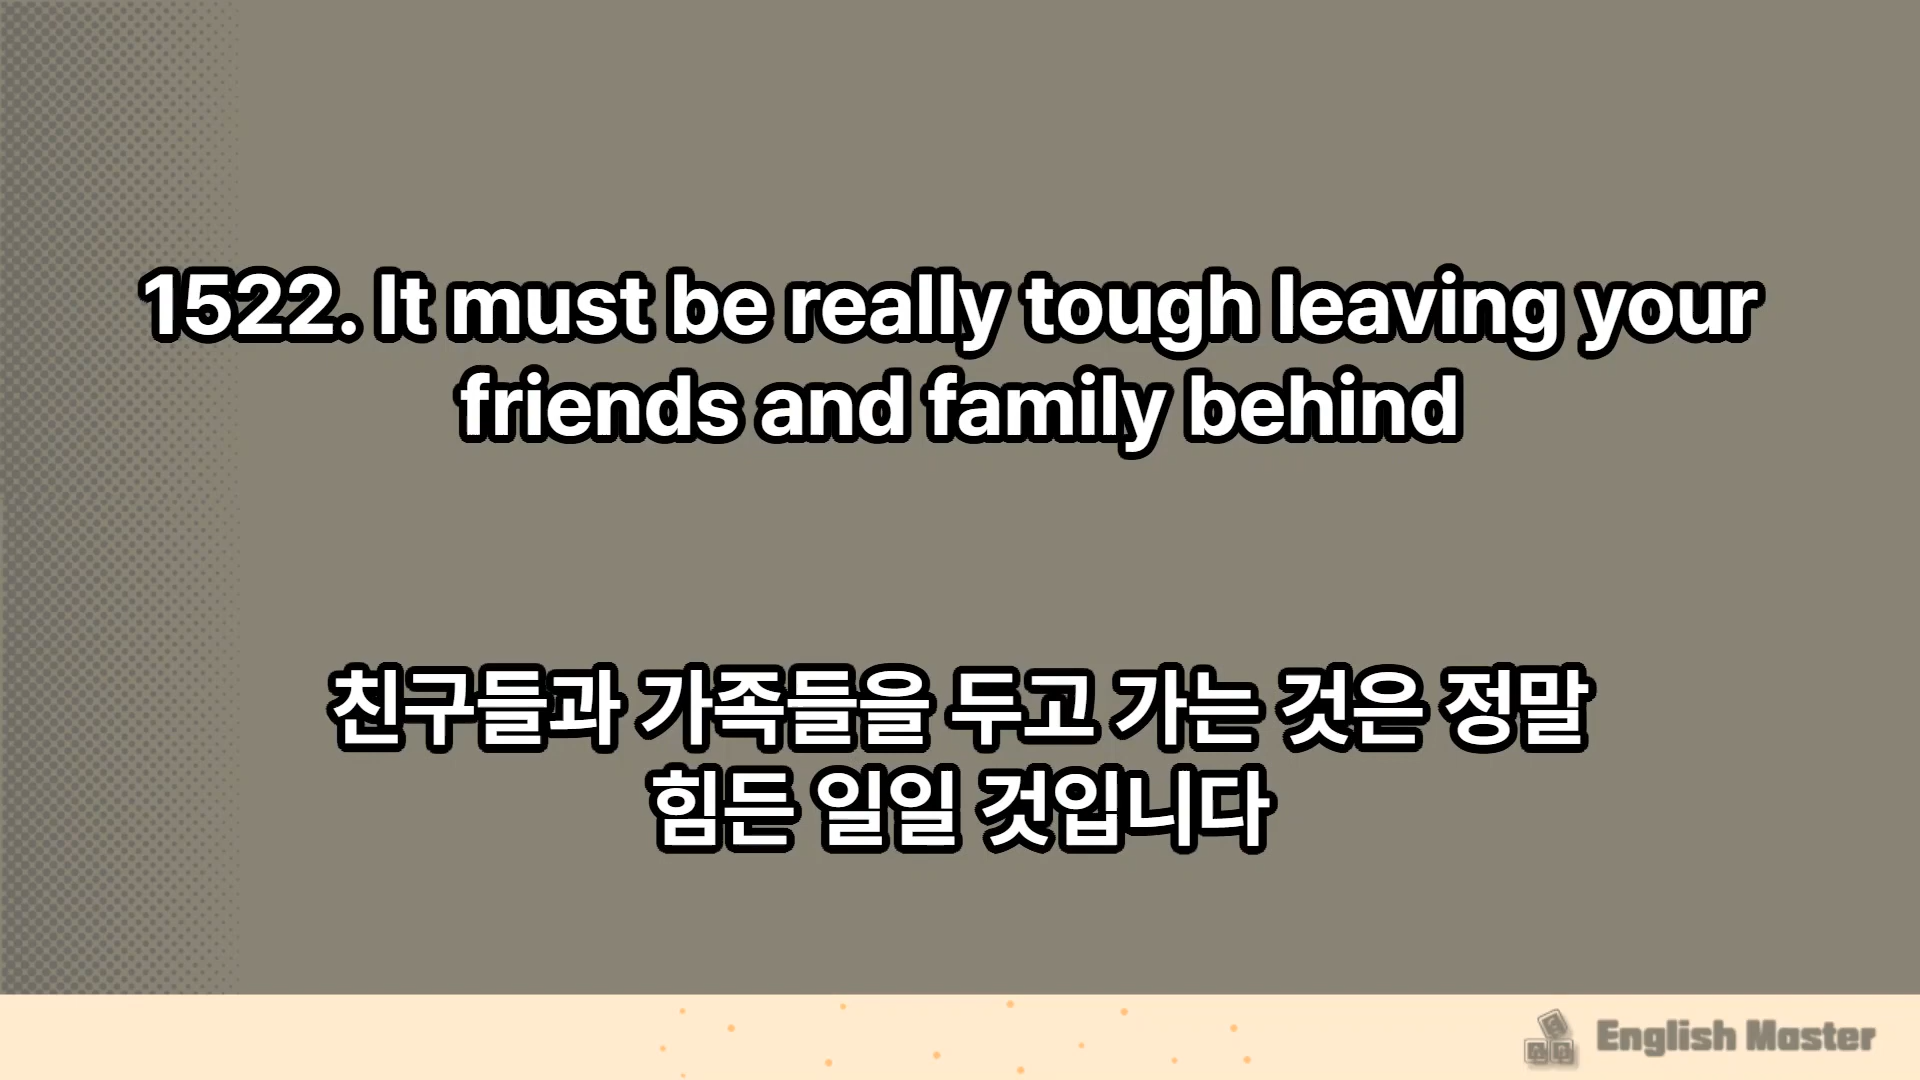 1522. It must be really tough leaving your
friends and family behind
친구들과 가족들을 두고 가는 것은 정말
힘든 일일 것입니다
English Master